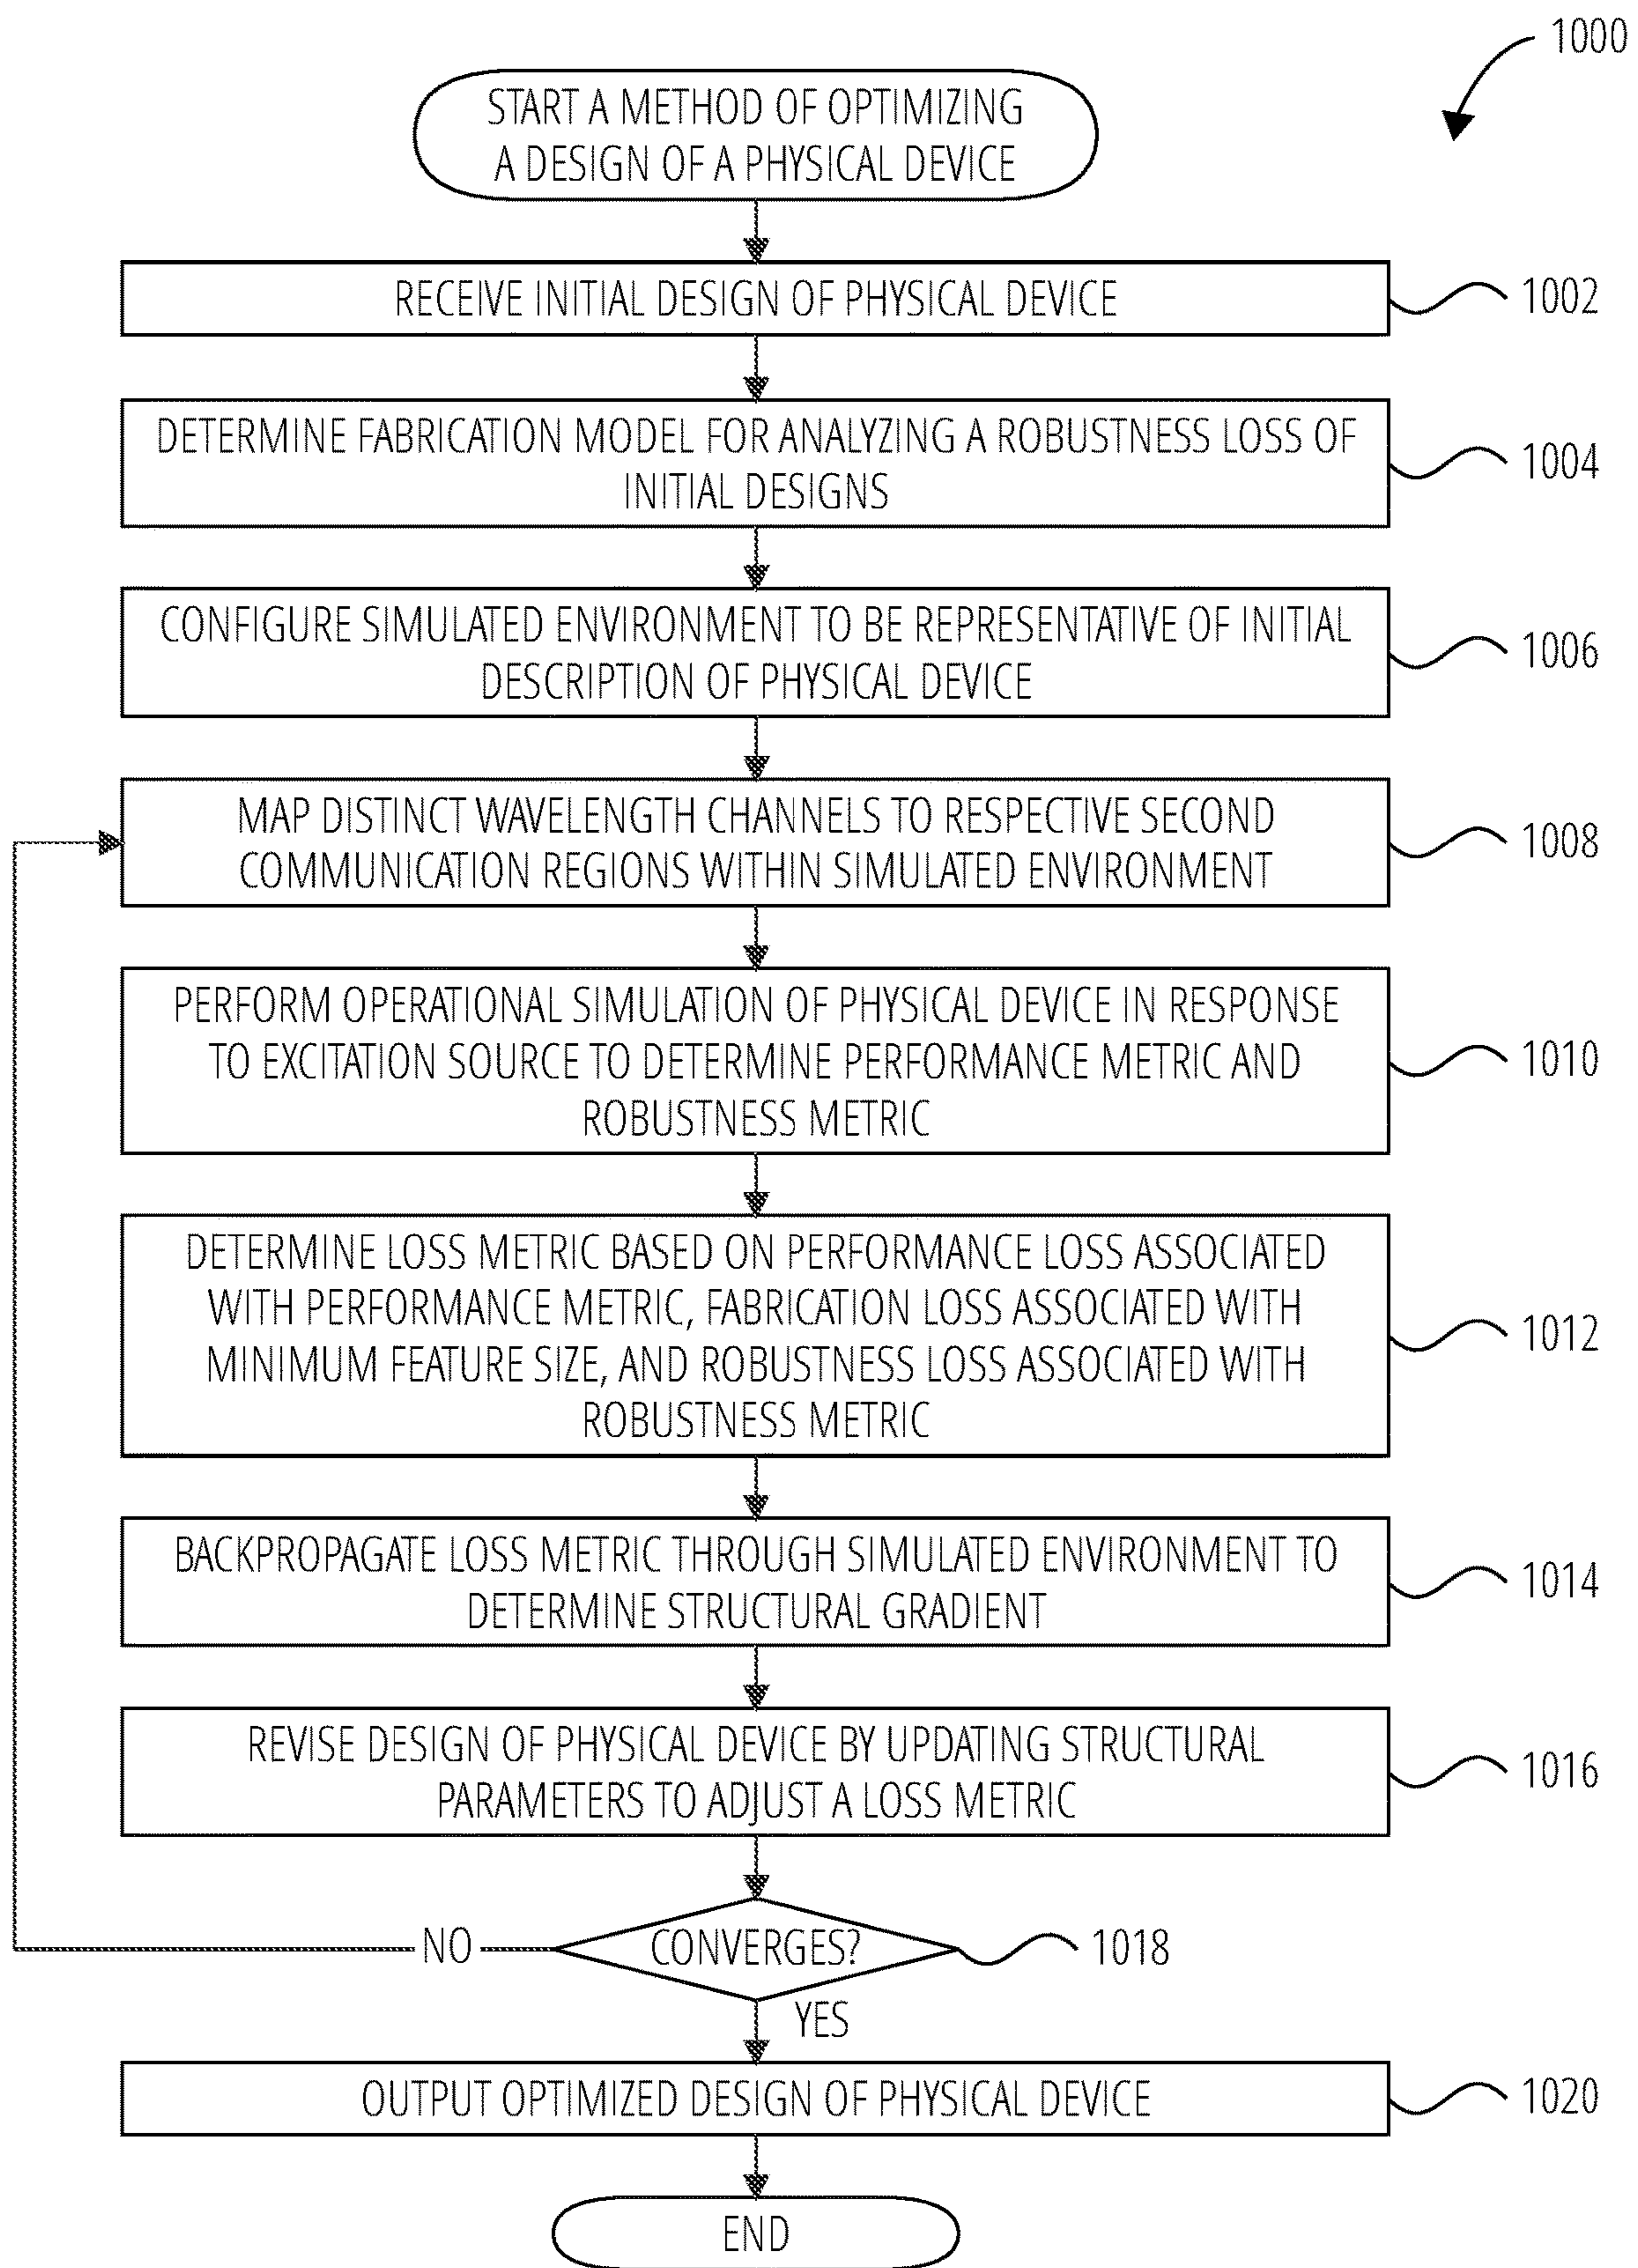 1000
START A METHOD OF OPTIMIZING
A DESIGN OF A PHYSICAL DEVICE
RECEIVE INITIAL DESIGN OF PHYSICAL DEVICE
1002
DETERMINE FABRICATION MODEL FOR ANALYZING A ROBUSTNESS LOSS OF
INITIAL DESIGNS
1004
CONFIGURE SIMULATED ENVIRONMENT TO BE REPRESENTATIVE OF INITIAL
DESCRIPTION OF PHYSICAL DEVICE
1006
MAP DISTINCT WAVELENGTH CHANNELS TO RESPECTIVE SECOND
COMMUNICATION REGIONS WITHIN SIMULATED ENVIRONMENT
1008
PERFORM OPERATIONAL SIMULATION OF PHYSICAL DEVICE IN RESPONSE
TO EXCITATION SOURCE TO DETERMINE PERFORMANCE METRIC AND
ROBUSTNESS METRIC
1010
DETERMINE LOSS METRIC BASED ON PERFORMANCE LOSS ASSOCIATED
WITH PERFORMANCE METRIC, FABRICATION LOSS ASSOCIATED WITH
MINIMUM FEATURE SIZE, AND ROBUSTNESS LOSS ASSOCIATED WITH
ROBUSTNESS METRIC
1012
BACKPROPAGATE LOSS METRIC THROUGH SIMULATED ENVIRONMENT TO
DETERMINE STRUCTURAL GRADIENT
1014
REVISE DESIGN OF PHYSICAL DEVICE BY UPDATING STRUCTURAL
PARAMETERS TO ADJUST A LOSS METRIC
1016
NO
CONVERGES?
1018
YES
OUTPUT OPTIMIZED DESIGN OF PHYSICAL DEVICE
1020
END